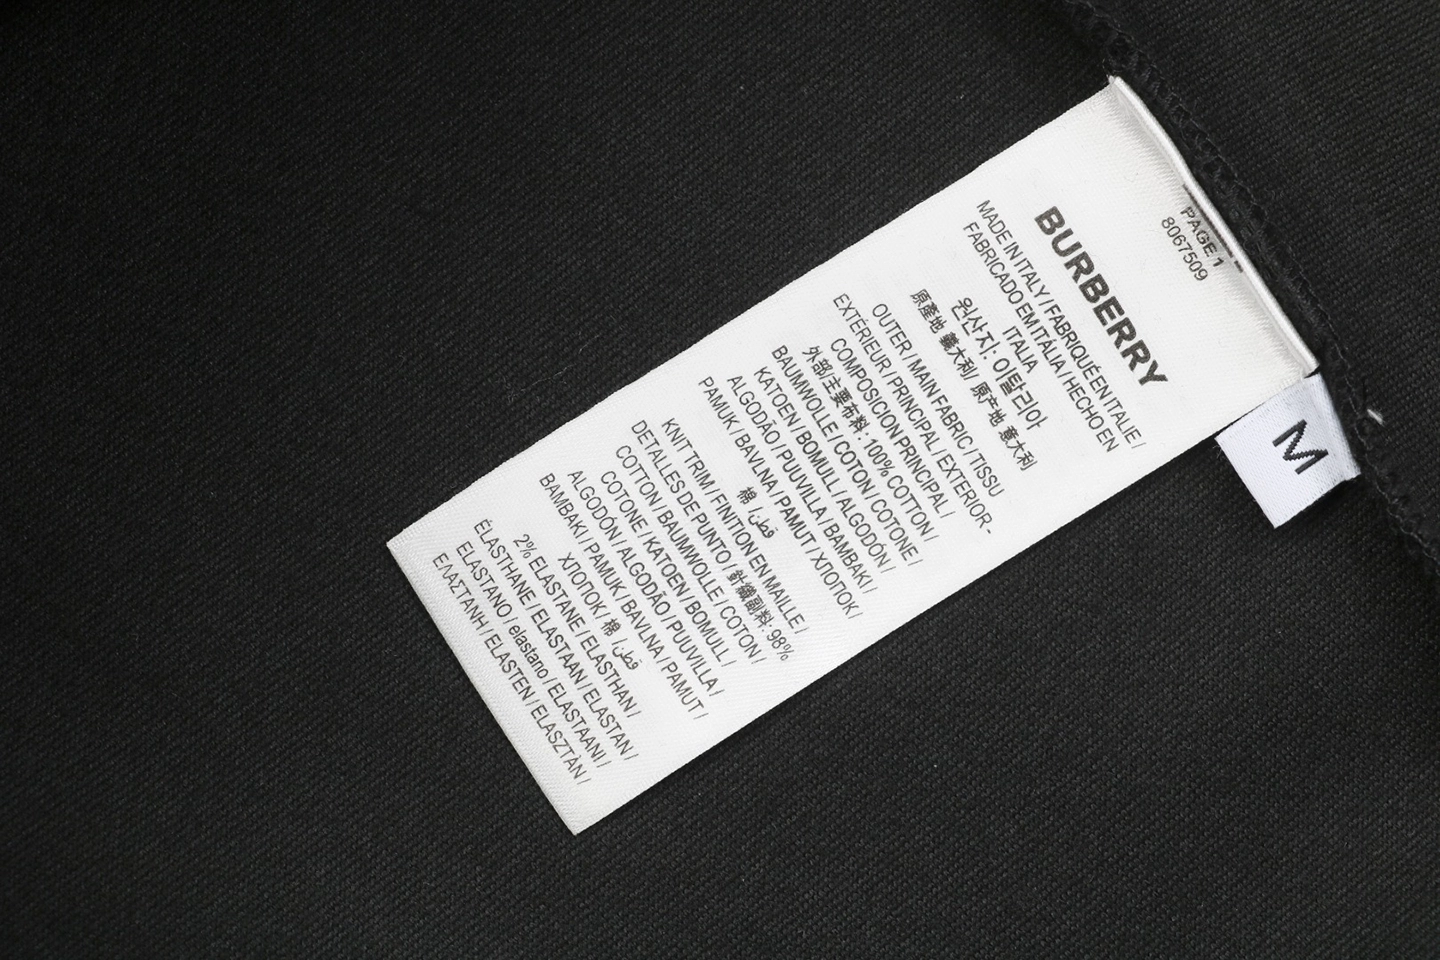 PAGE 1
8067509
BURBERRY
MADE IN ITALY / FABRIQUÉ EN ITALIE /
FABRICADO EM ITÁLIA / HECHO EN
ITALIA
원산지: 이탈리아
原產地 義大利/ 原产地 意大利
OUTER / MAIN FABRIC / TISSU
EXTÉRIEUR / PRINCIPAL / EXTERIOR -
COMPOSICION PRINCIPAL /
外部/主要布料: 100% COTTON /
BAUMWOLLE / COTON / COTONE /
KATOEN / BOMULL / ALGODÓN /
ALGODÃO / PUUVILLA / BAMBAKI /
PAMUK / BAVLNA / PAMUT / ХЛОПОК /
棉 / قطن
KNIT TRIM / FINITION EN MAILLE /
DETALLES DE PUNTO / 針織副料: 98%
COTTON / BAUMWOLLE / COTON /
COTONE / KATOEN / BOMULL /
ALGODÓN / ALGODÃO / PUUVILLA /
BAMBAKI / PAMUK / BAVLNA / PAMUT /
ХЛОПОК / 棉 / قطن
2% ELASTANE / ELASTHAN /
ÉLASTHANE / ELASTAAN / ELASTAN /
ELASTANO / elastano / ELASTAANI /
ΕΛΑΣΤΑΝΗ / ELASTEN / ELASZTÁN /
M